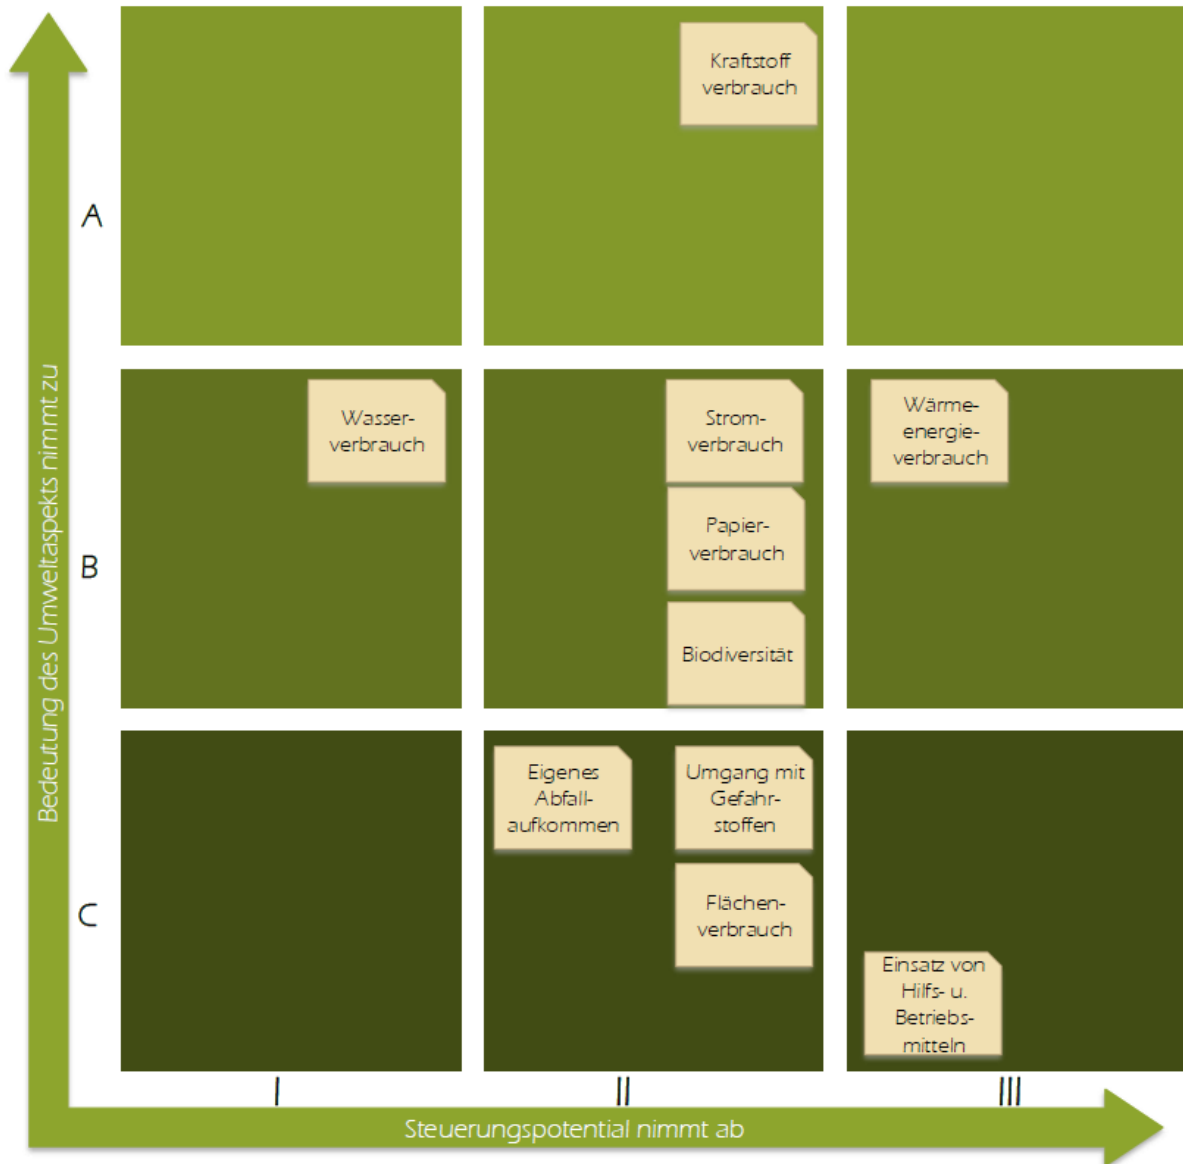 Kraftstoff
verbrauch
A
Bedeutung des Umweltaspekts nimmt zu
Wasser-
verbrauch
Strom-
verbrauch
Wärme-
energie-
verbrauch
Papier-
verbrauch
B
Biodiversität
Eigenes
Abfall-
aufkommen
Umgang mit
Gefahr-
stoffen
Flächen-
verbrauch
C
Einsatz von
Hilfs- u.
Betriebs-
mitteln
I
II
III
Steuerungspotential nimmt ab